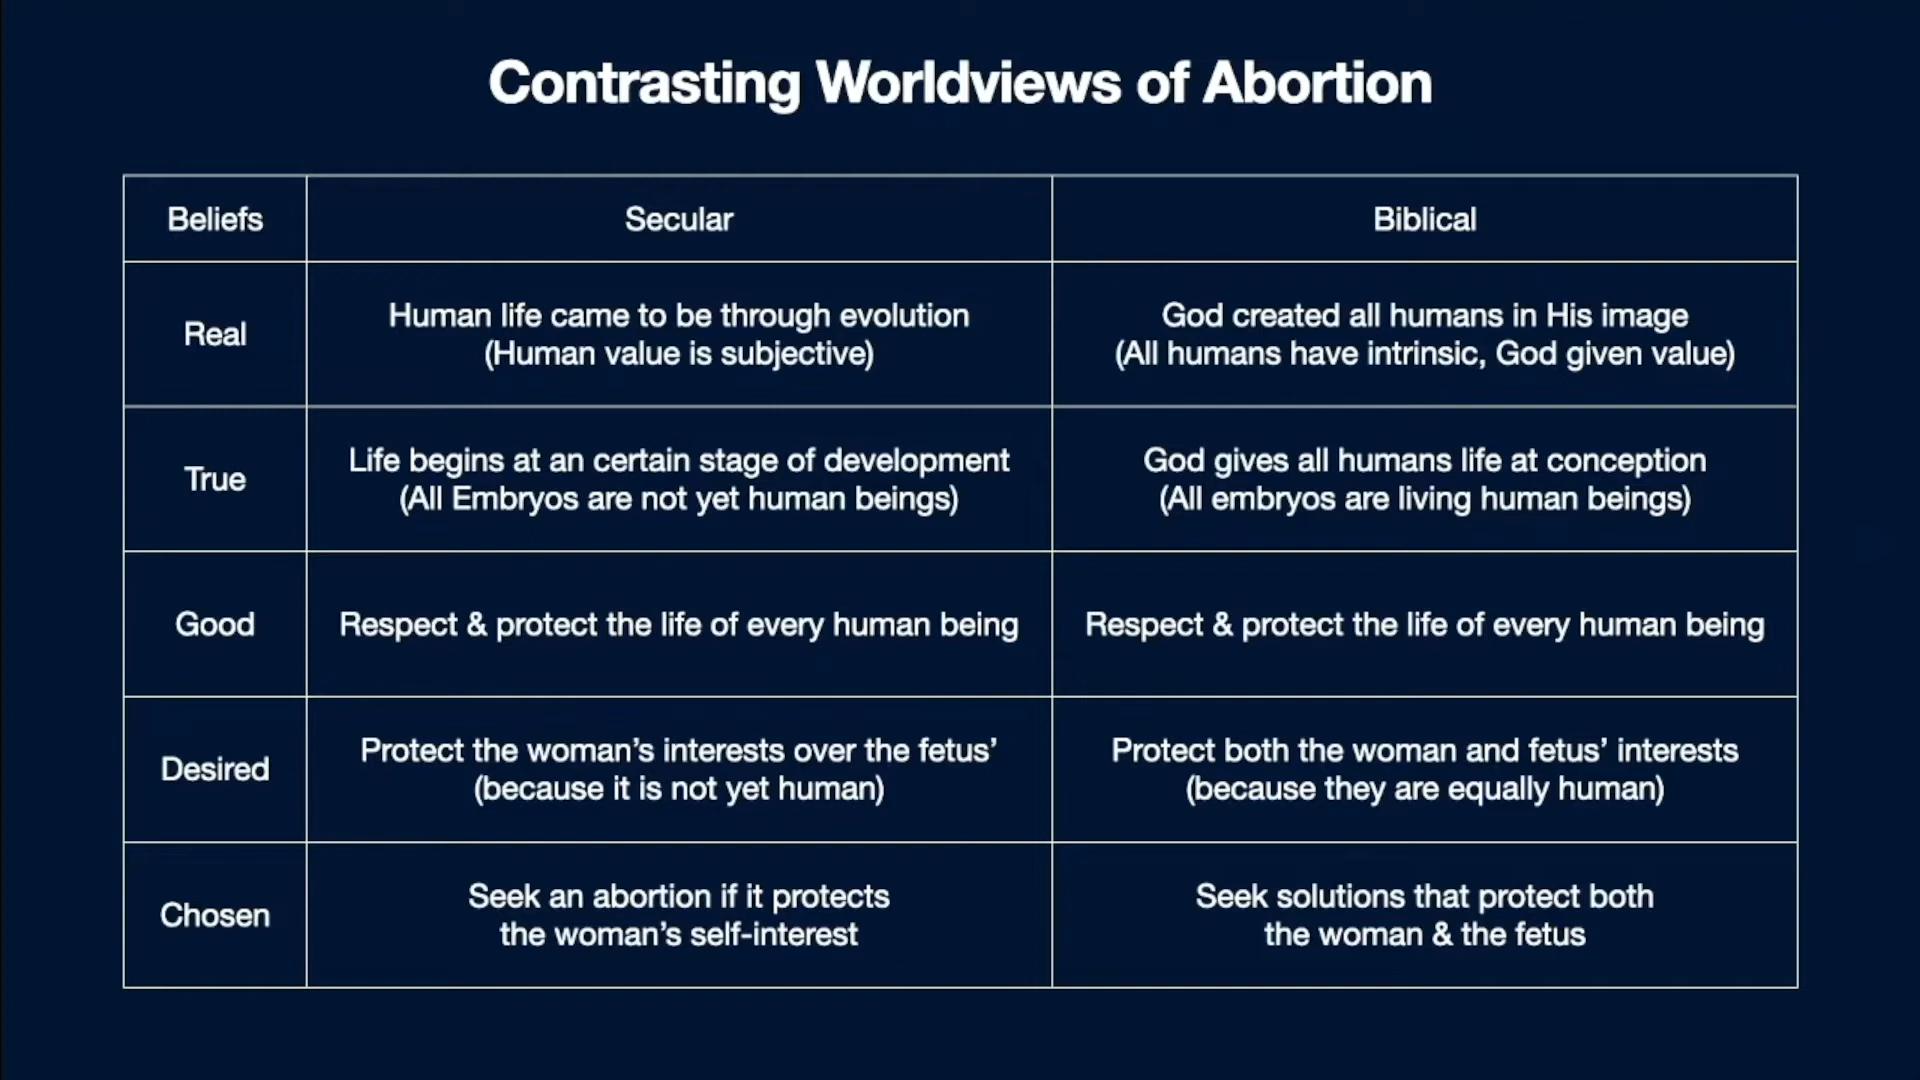 Contrasting Worldviews of Abortion
Beliefs
Secular
Biblical
Real
Human life came to be through evolution
(Human value is subjective)
God created all humans in His image
(All humans have intrinsic, God given value)
True
Life begins at an certain stage of development
(All Embryos are not yet human beings)
God gives all humans life at conception
(All embryos are living human beings)
Good
Respect & protect the life of every human being
Respect & protect the life of every human being
Desired
Protect the woman’s interests over the fetus’
(because it is not yet human)
Protect both the woman and fetus’ interests
(because they are equally human)
Chosen
Seek an abortion if it protects
the woman’s self-interest
Seek solutions that protect both
the woman & the fetus